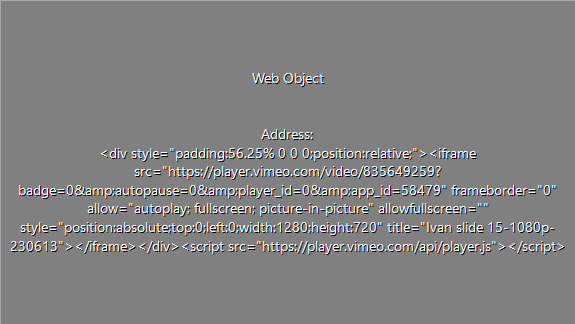 Web Object
Address:
<div style="padding:56.25% 0 0 0;position:relative;"><iframe
src="https://player.vimeo.com/video/835649259?
badge=0&amp;autopause=0&amp;player_id=0&amp;app_id=58479" frameborder="0"
allow="autoplay; fullscreen; picture-in-picture" allowfullscreen=""
style="position:absolute;top:0;left:0;width:1280;height:720" title="Ivan slide 15-1080p-
230613"></iframe></div><script src="https://player.vimeo.com/api/player.js"></script>